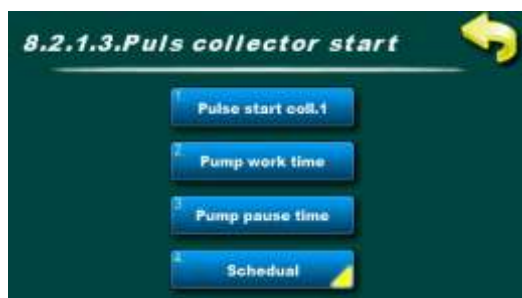 8.2.1.3.Puls collector start
1.
Pulse start coll.1
2.
Pump work time
3.
Pump pause time
4.
Schedual